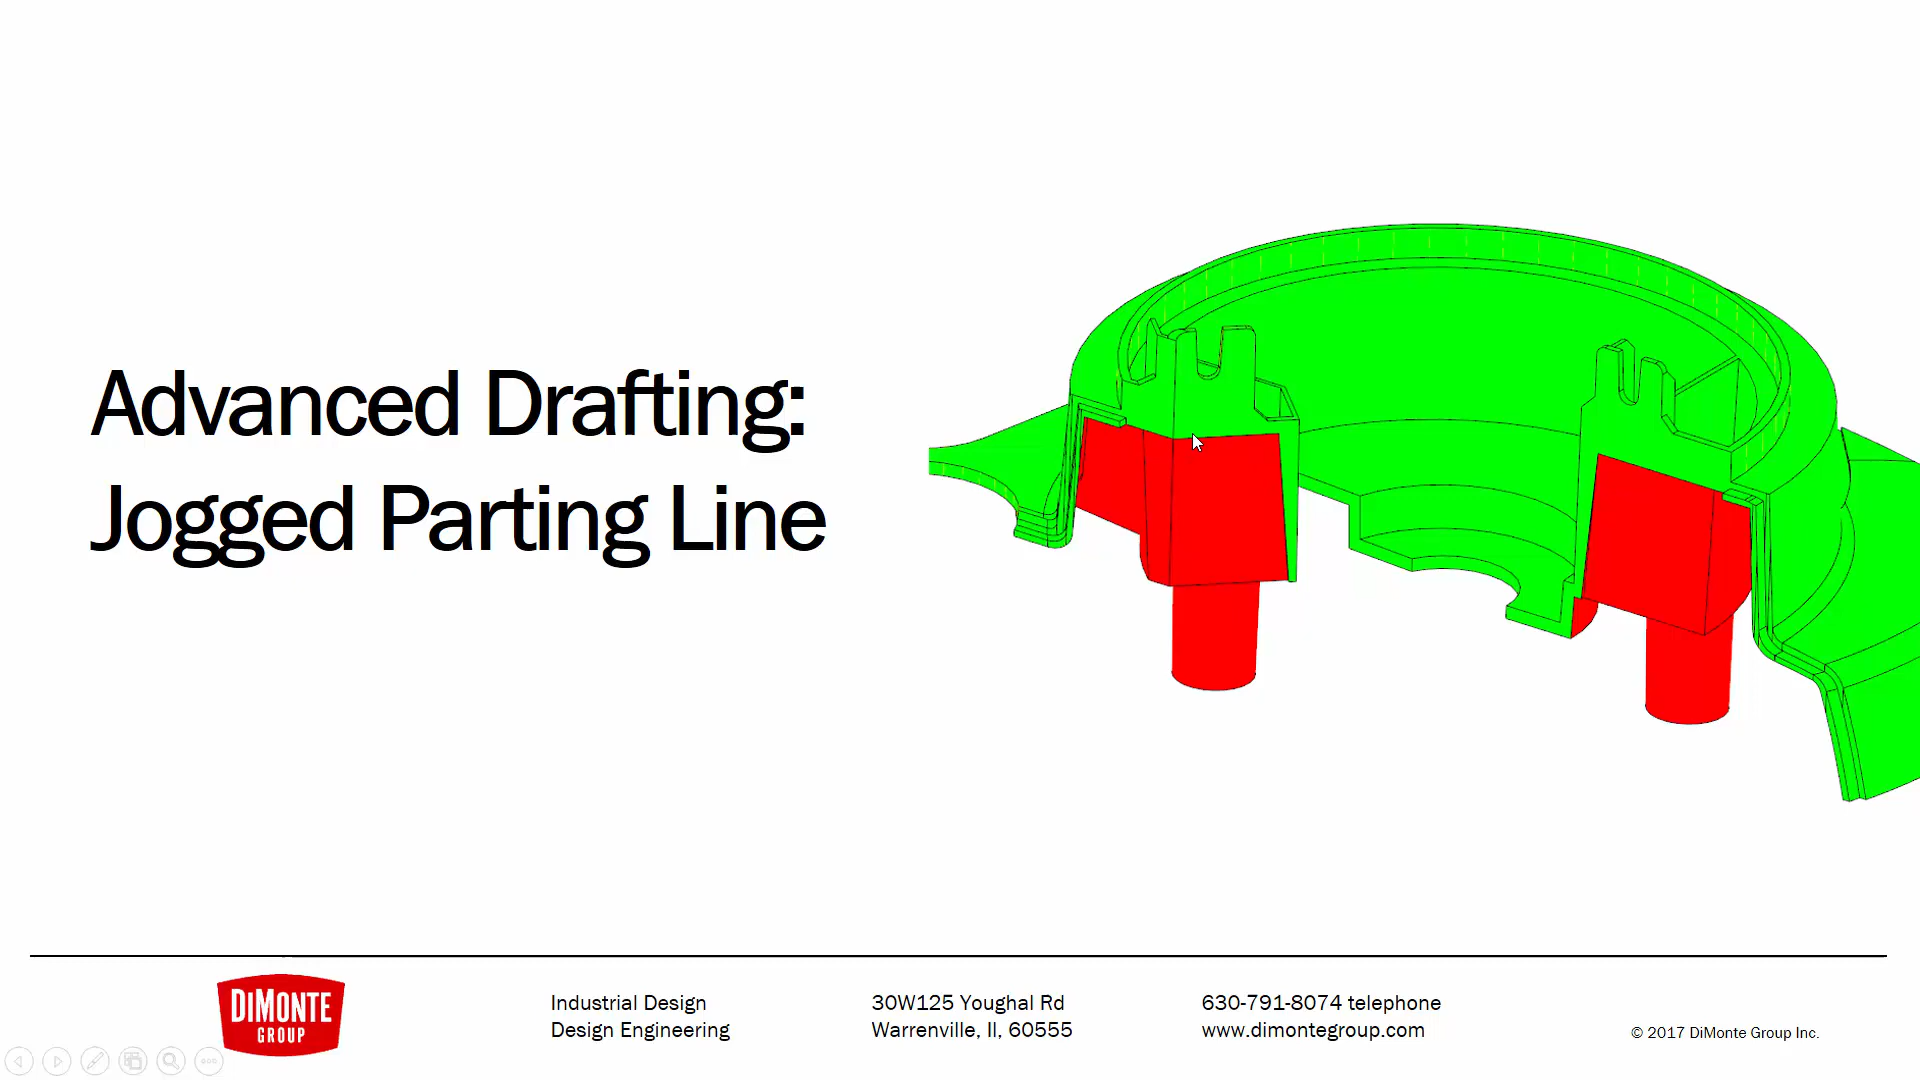 Advanced Drafting:
Jogged Parting Line
DIMONTE
GROUP
Industrial Design
Design Engineering
30W125 Youghal Rd
Warrenville, Il, 60555
630-791-8074 telephone
www.dimontegroup.com
© 2017 DiMonte Group Inc.